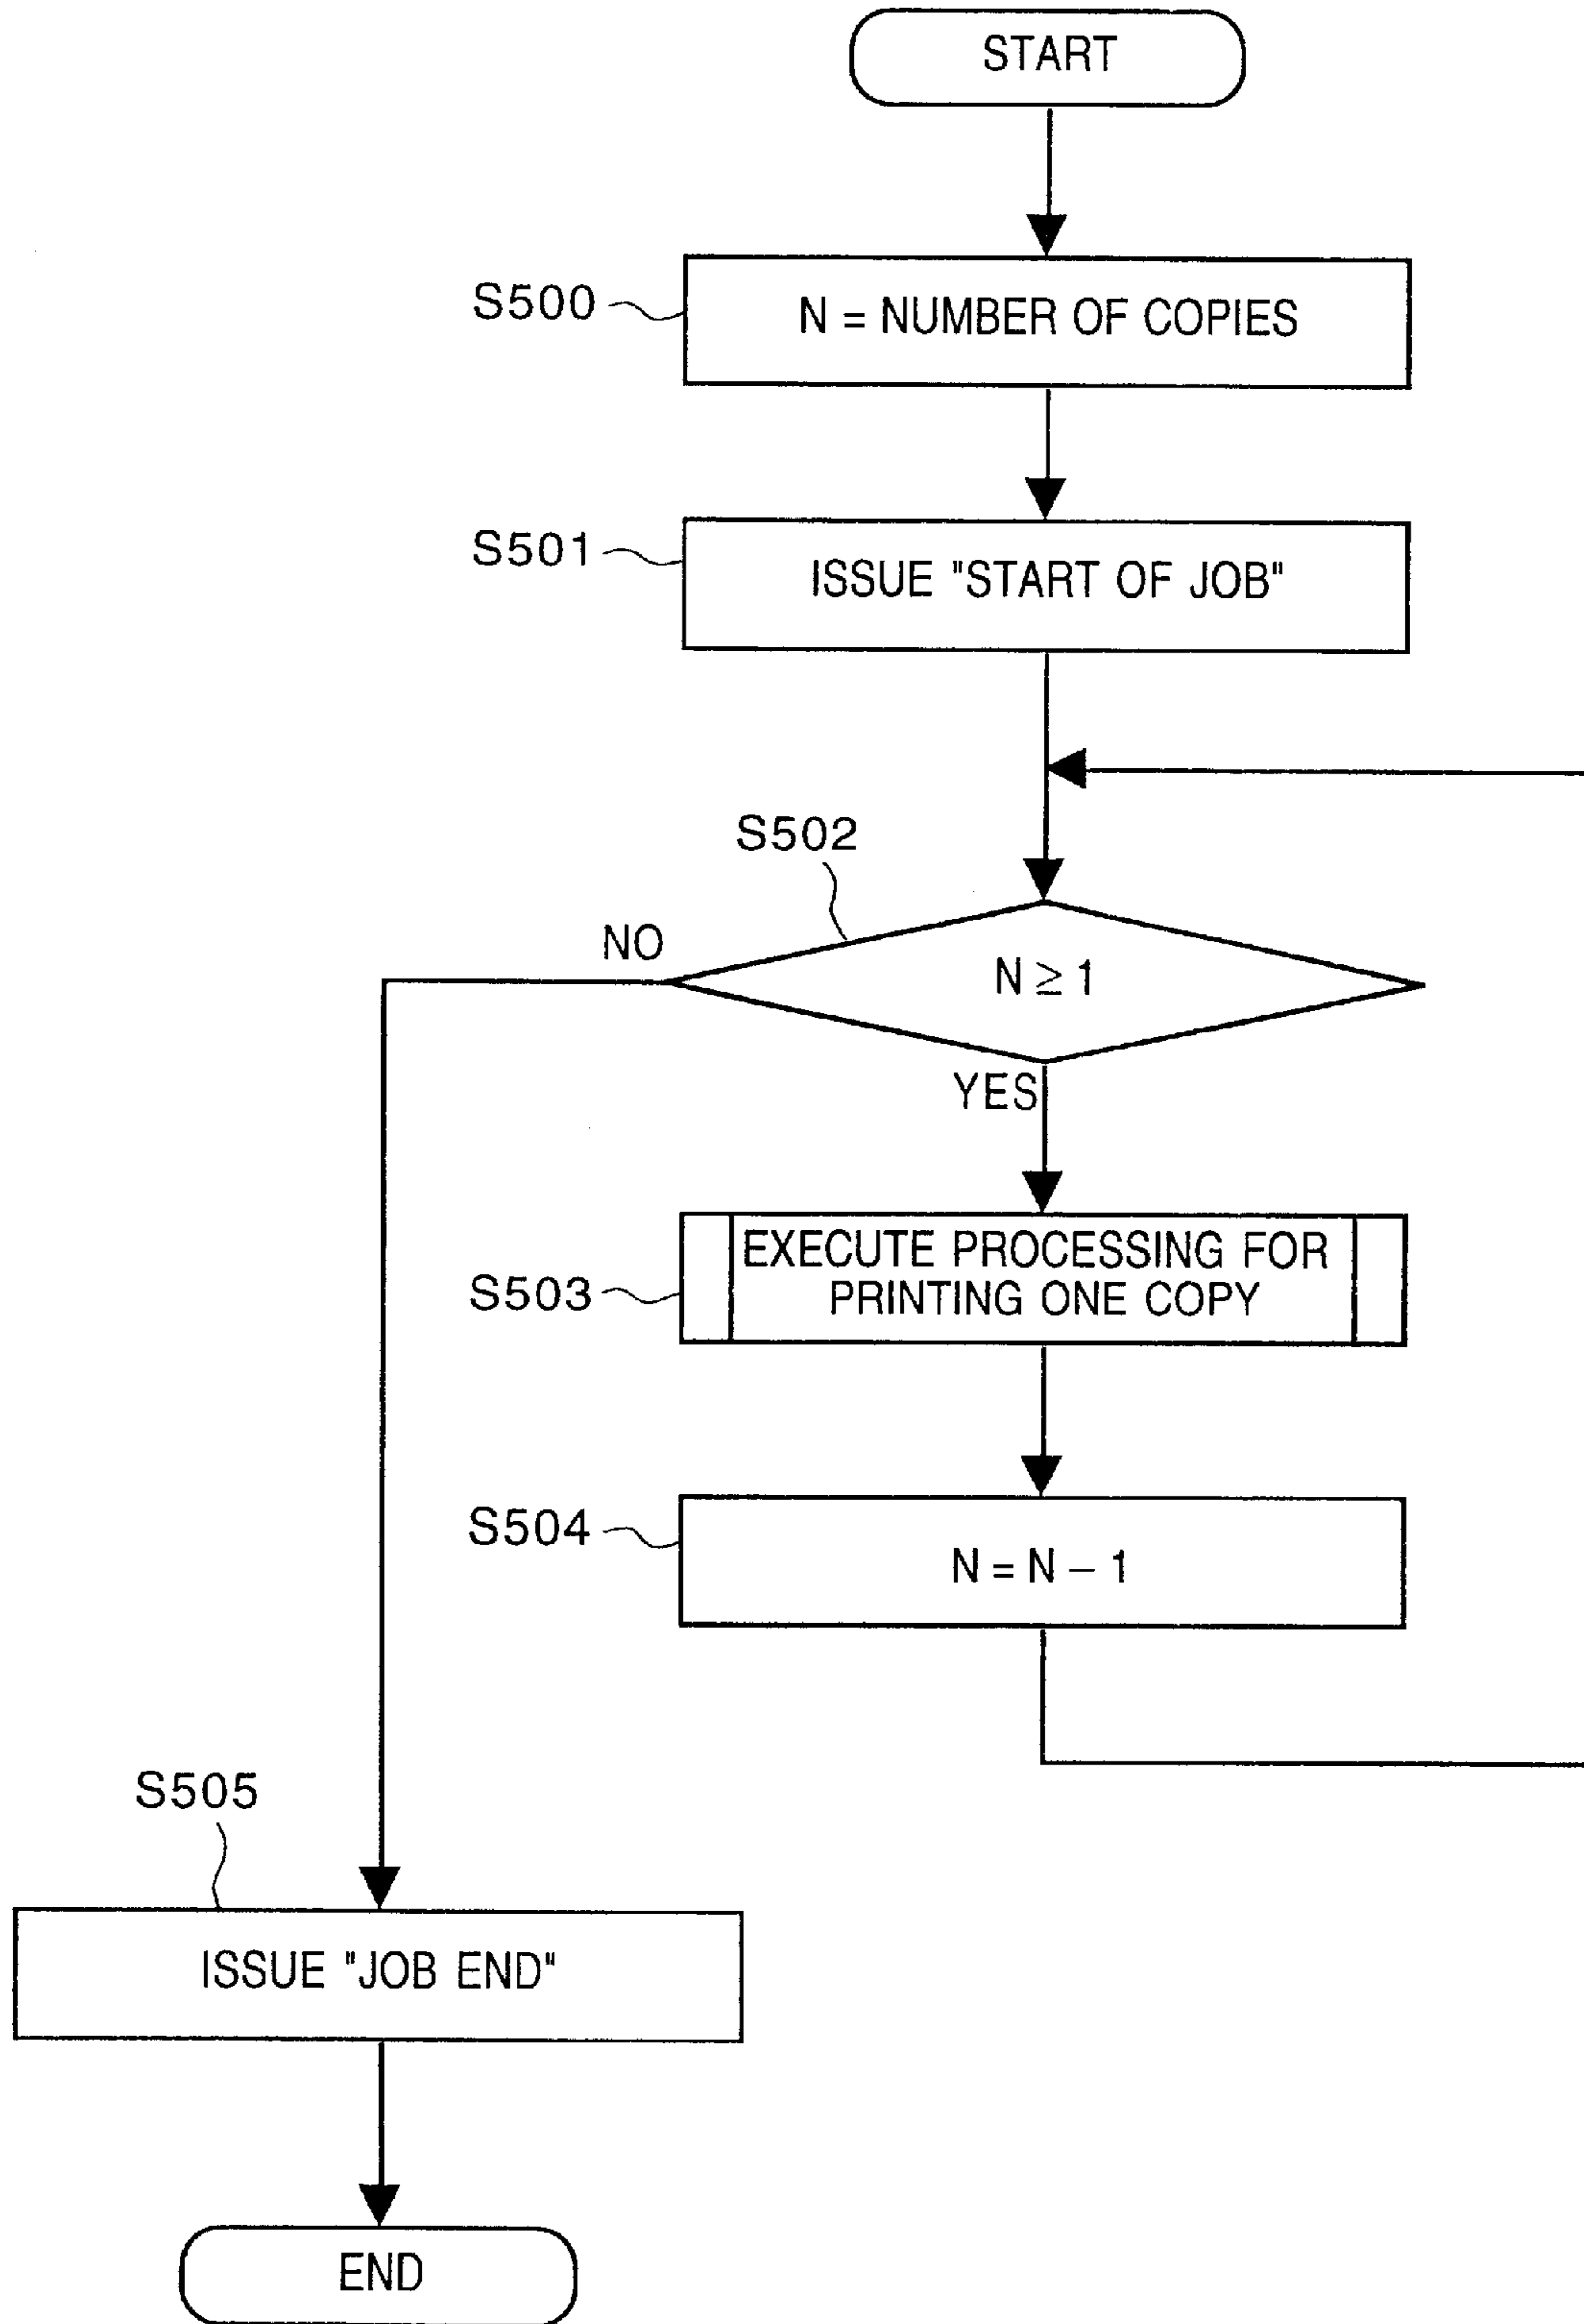 START
S500
N = NUMBER OF COPIES
S501
ISSUE "START OF JOB"
S502
NO
N ≥ 1
YES
S503
EXECUTE PROCESSING FOR
PRINTING ONE COPY
S504
N = N – 1
S505
ISSUE "JOB END"
END